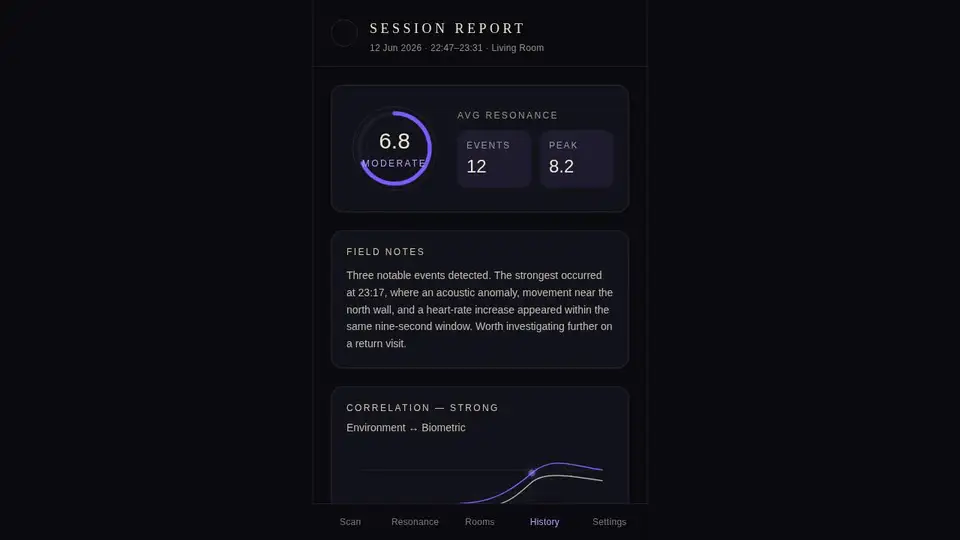 SESSION REPORT
12 Jun 2026 · 22:47–23:31 · Living Room
6.8
MODERATE
AVG RESONANCE
EVENTS
12
PEAK
8.2
FIELD NOTES
Three notable events detected. The strongest occurred
at 23:17, where an acoustic anomaly, movement near the
north wall, and a heart-rate increase appeared within the
same nine-second window. Worth investigating further on
a return visit.
CORRELATION — STRONG
Environment ↔ Biometric
Scan
Resonance
Rooms
History
Settings